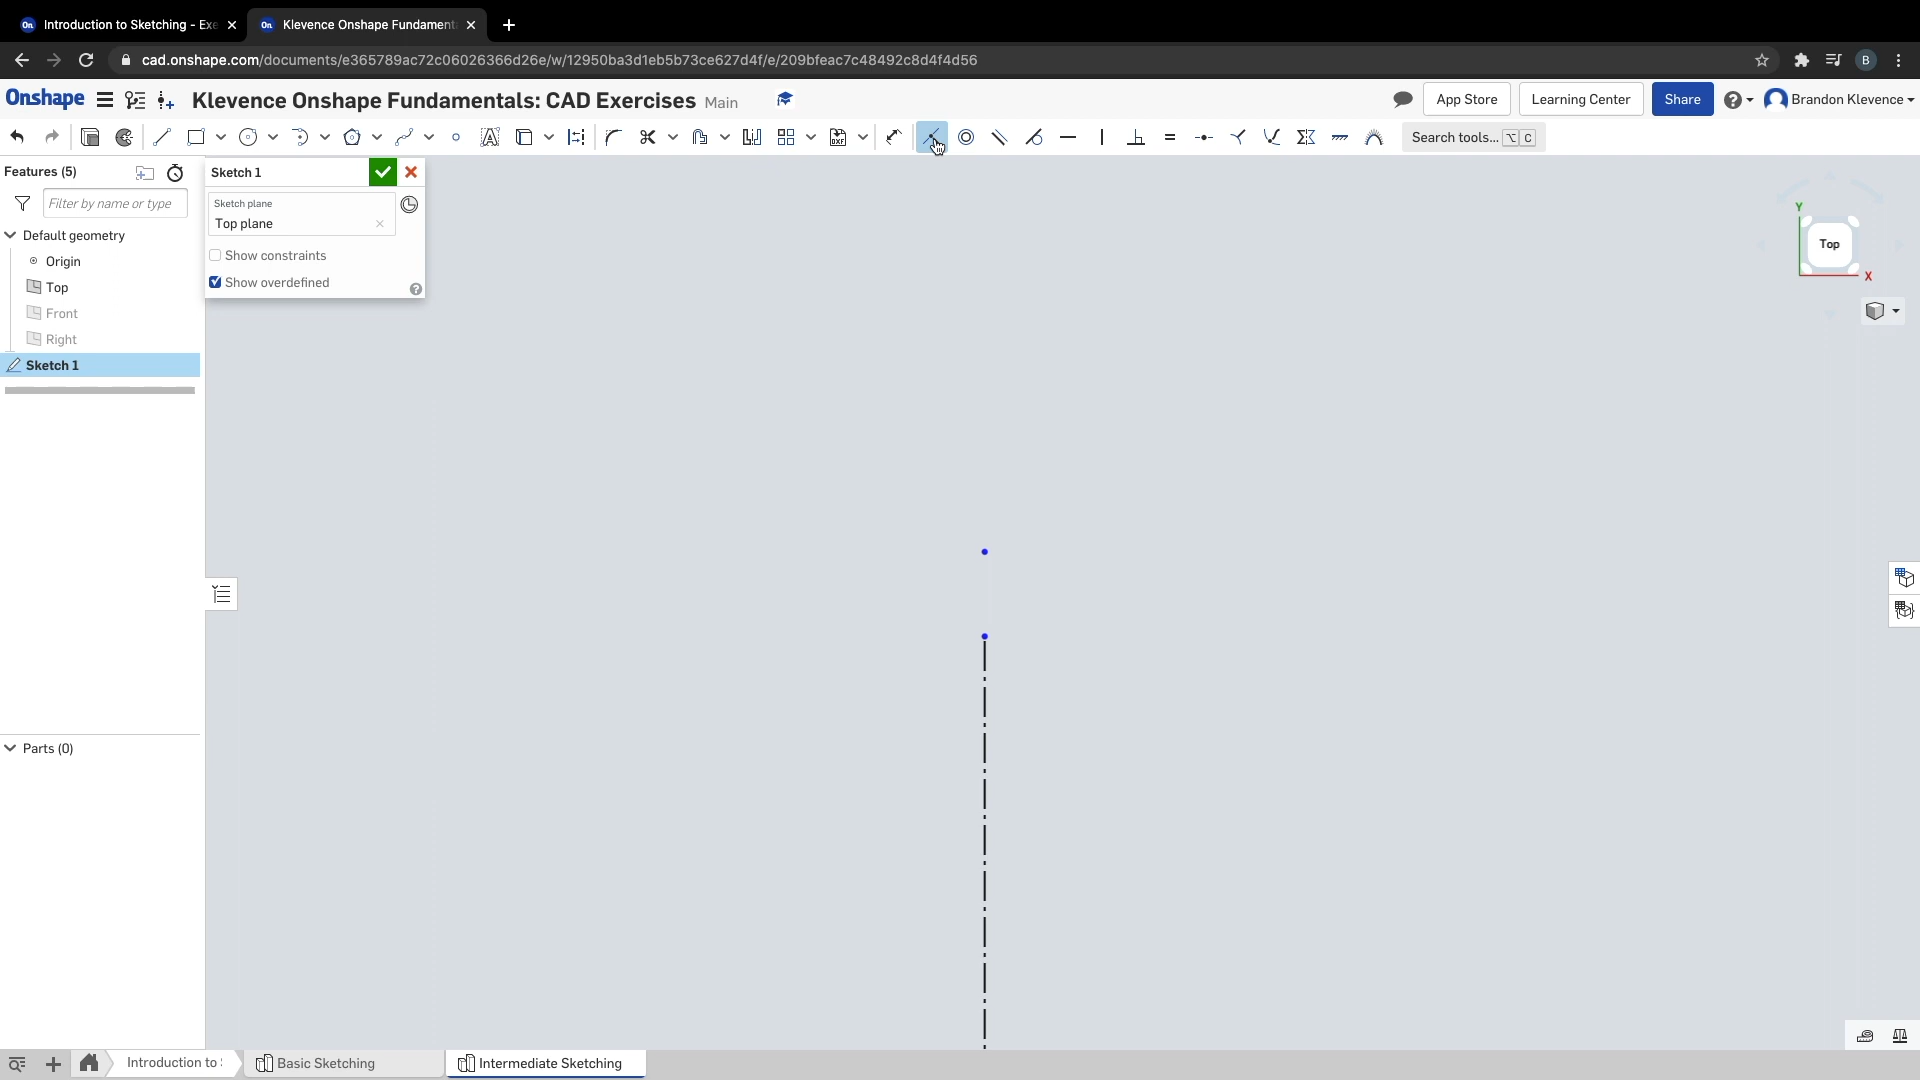 Introduction to Sketching - Exe
Klevence Onshape Fundament
cad.onshape.com/documents/e365789ac72c06026366d26e/w/12950ba3d1eb5b73ce627d4f/e/209bfeac7c48492c8d4f4d56
B
Onshape
Klevence Onshape Fundamentals: CAD Exercises Main
App Store
Learning Center
Share
Brandon Klevence
Search tools... ⌥ C
Features (5)
Filter by name or type
Default geometry
Origin
Top
Front
Right
Sketch 1
Parts (0)
Sketch 1
Sketch plane
Top plane
Show constraints
Show overdefined
Y
Top
X
Introduction to S
Basic Sketching
Intermediate Sketching